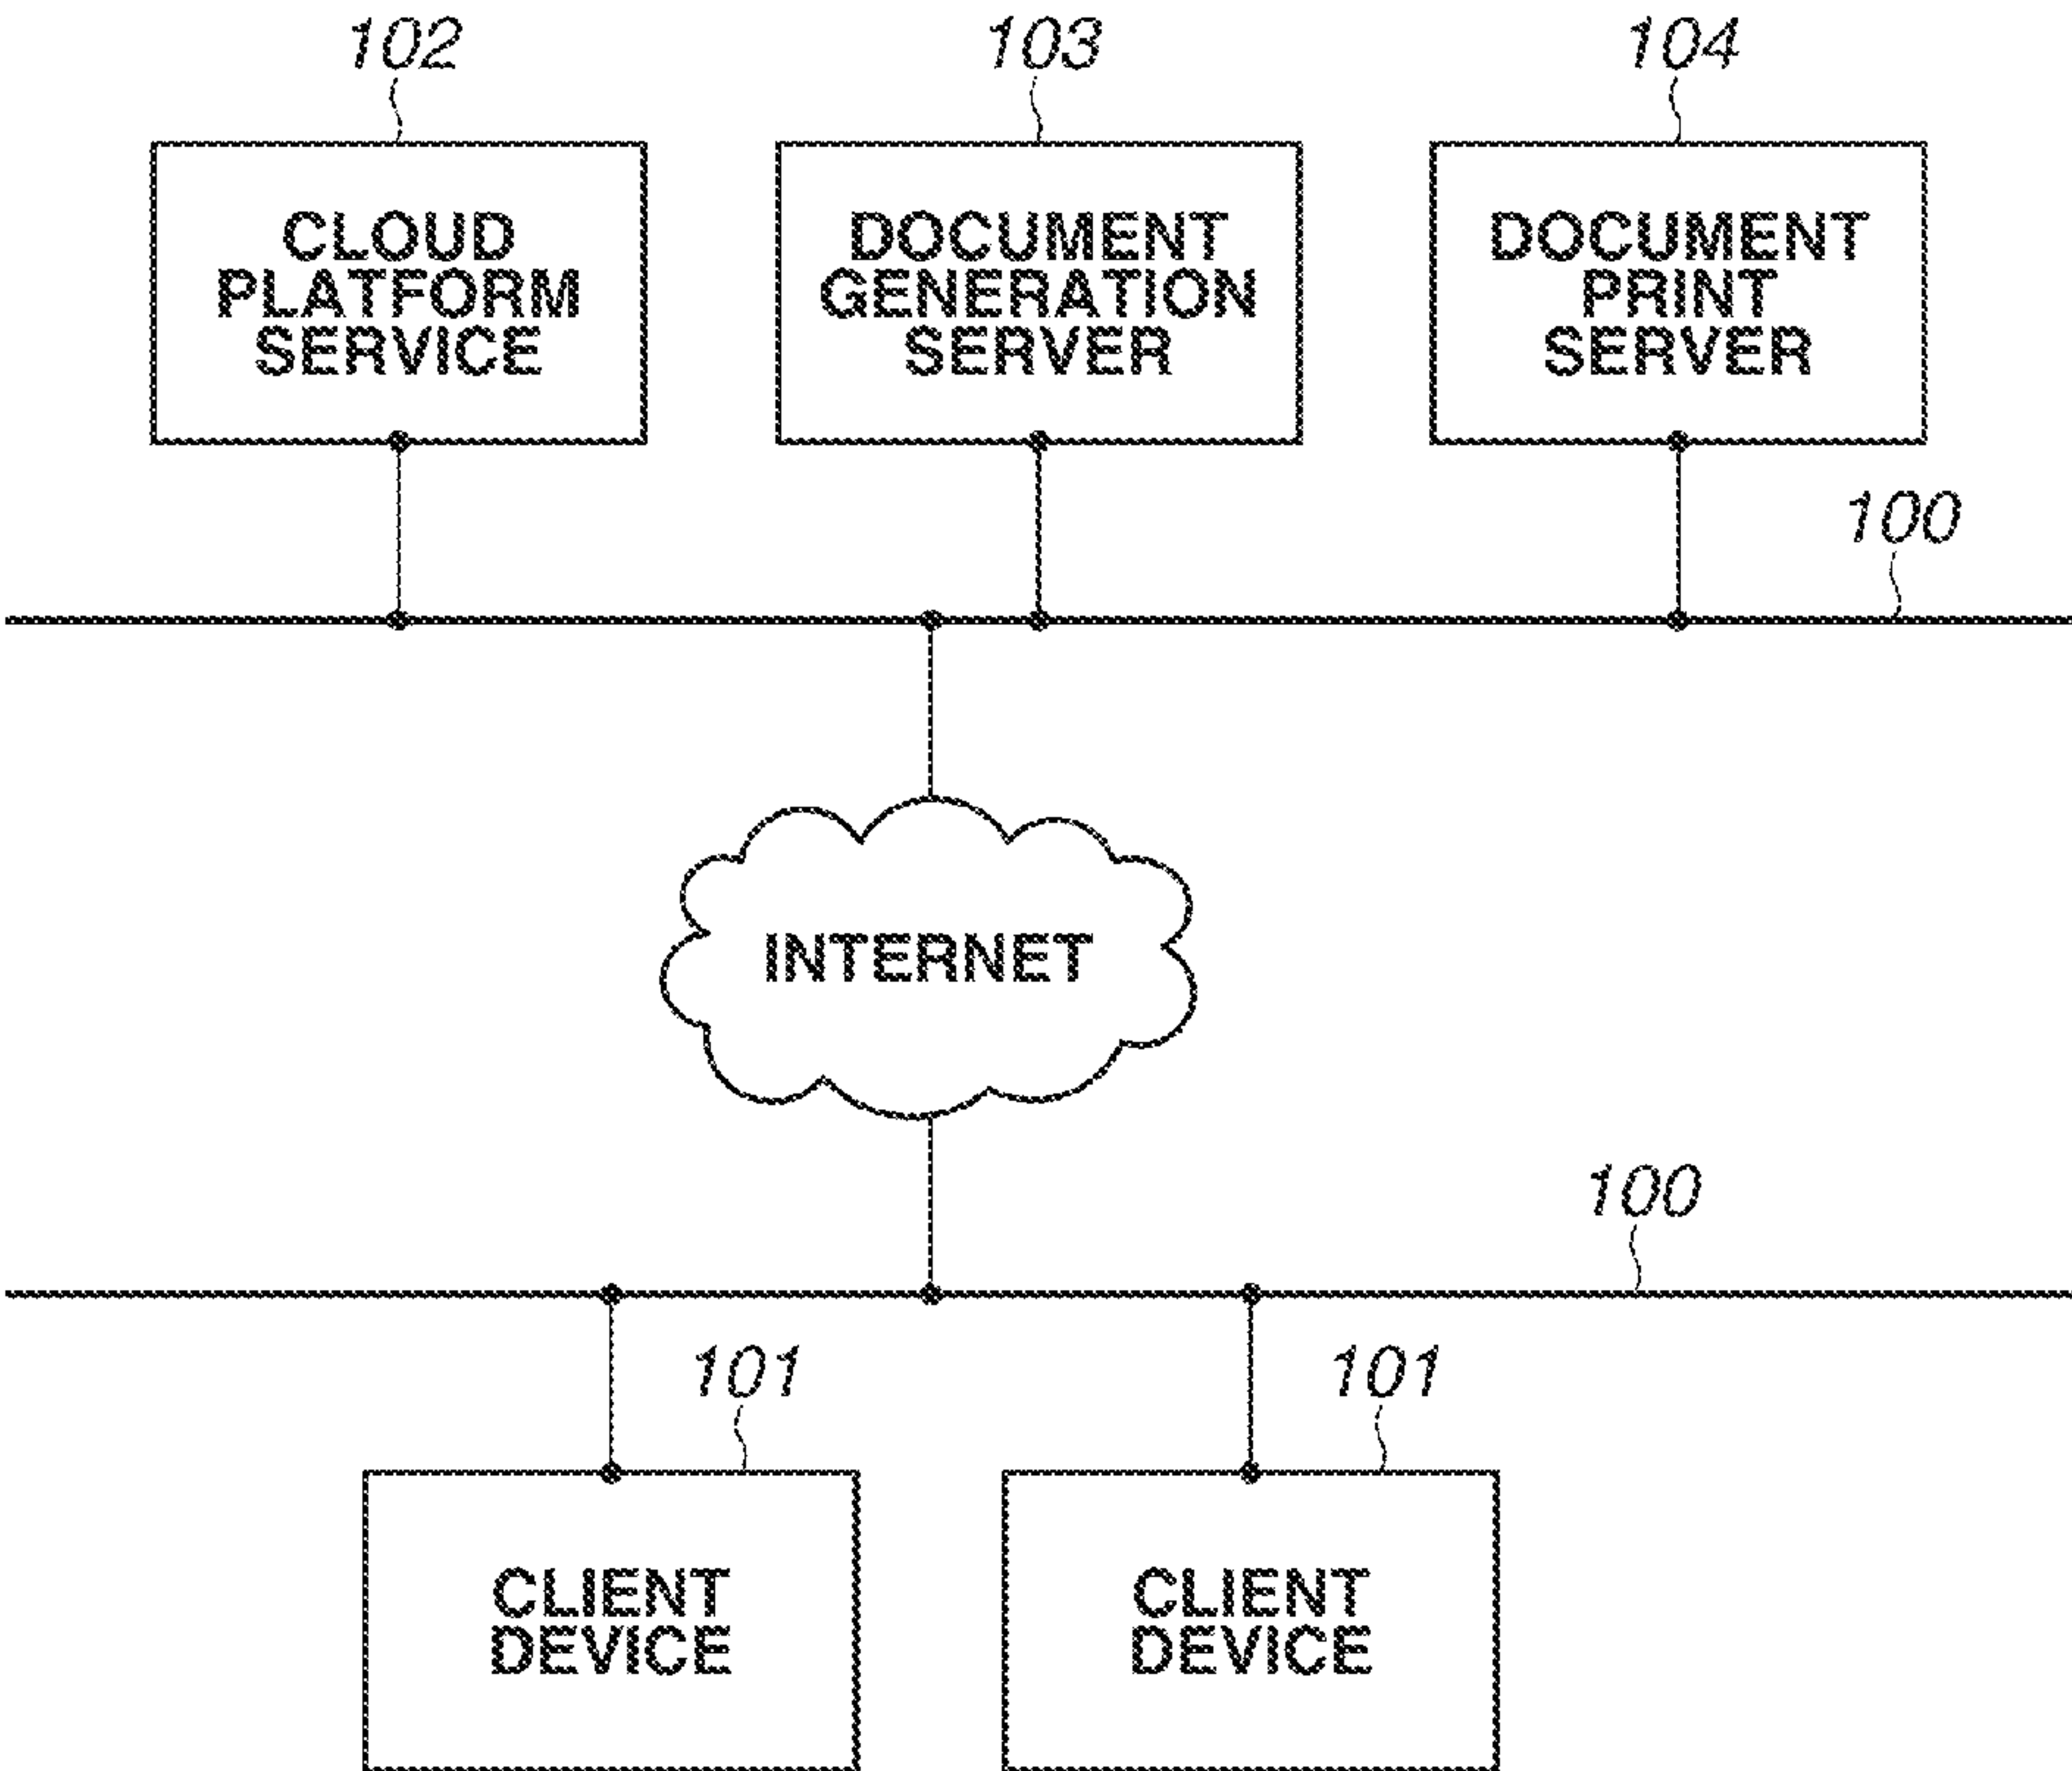 102
103
104
CLOUD
PLATFORM
SERVICE
DOCUMENT
GENERATION
SERVER
DOCUMENT
PRINT
SERVER
100
INTERNET
100
101
101
CLIENT
DEVICE
CLIENT
DEVICE